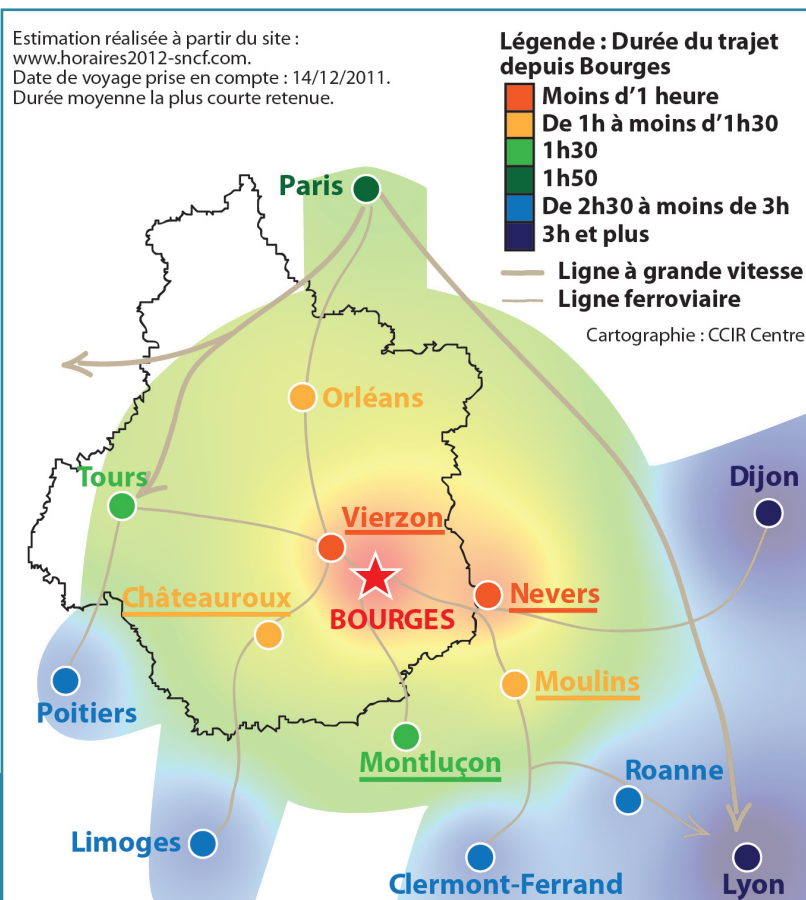 Estimation réalisée à partir du site :
www.horaires2012-sncf.com.
Date de voyage prise en compte : 14/12/2011.
Durée moyenne la plus courte retenue.
Légende : Durée du trajet
depuis Bourges
Moins d'1 heure
De 1h à moins d'1h30
1h30
1h50
De 2h30 à moins de 3h
3h et plus
Ligne à grande vitesse
Ligne ferroviaire
Cartographie : CCIR Centre
Paris
Orléans
Tours
Dijon
Vierzon
Châteauroux
Nevers
BOURGES
Moulins
Poitiers
Montluçon
Roanne
Limoges
Clermont-Ferrand
Lyon